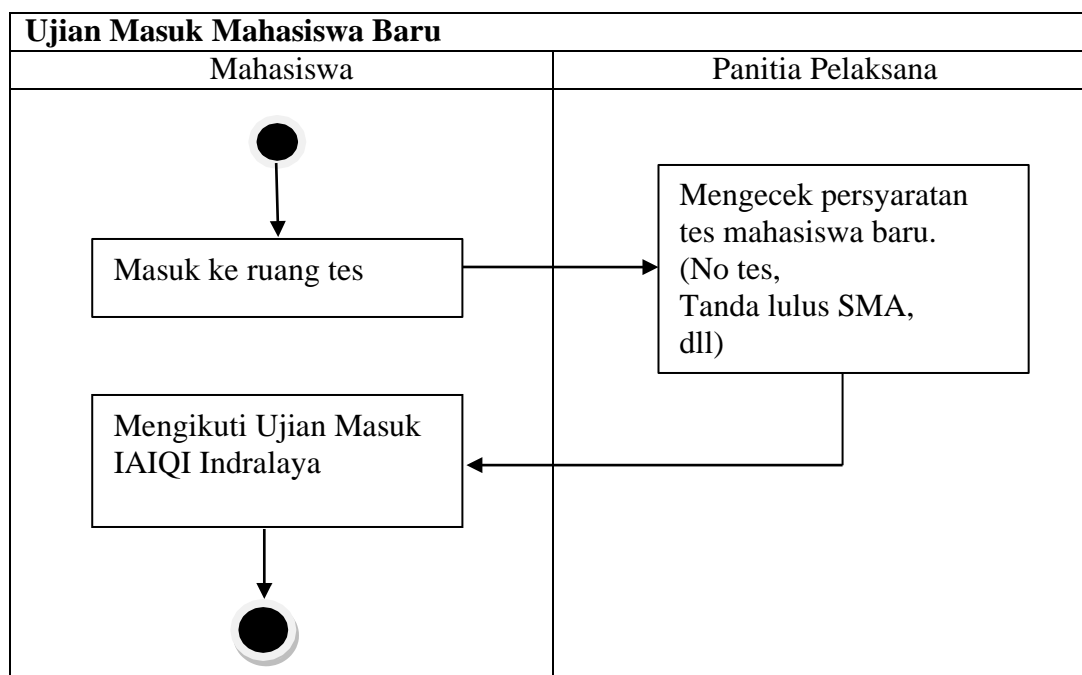 Ujian Masuk Mahasiswa Baru
Mahasiswa
Panitia Pelaksana
Masuk ke ruang tes
Mengecek persyaratan
tes mahasiswa baru.
(No tes,
Tanda lulus SMA,
dll)
Mengikuti Ujian Masuk
IAIQI Indralaya